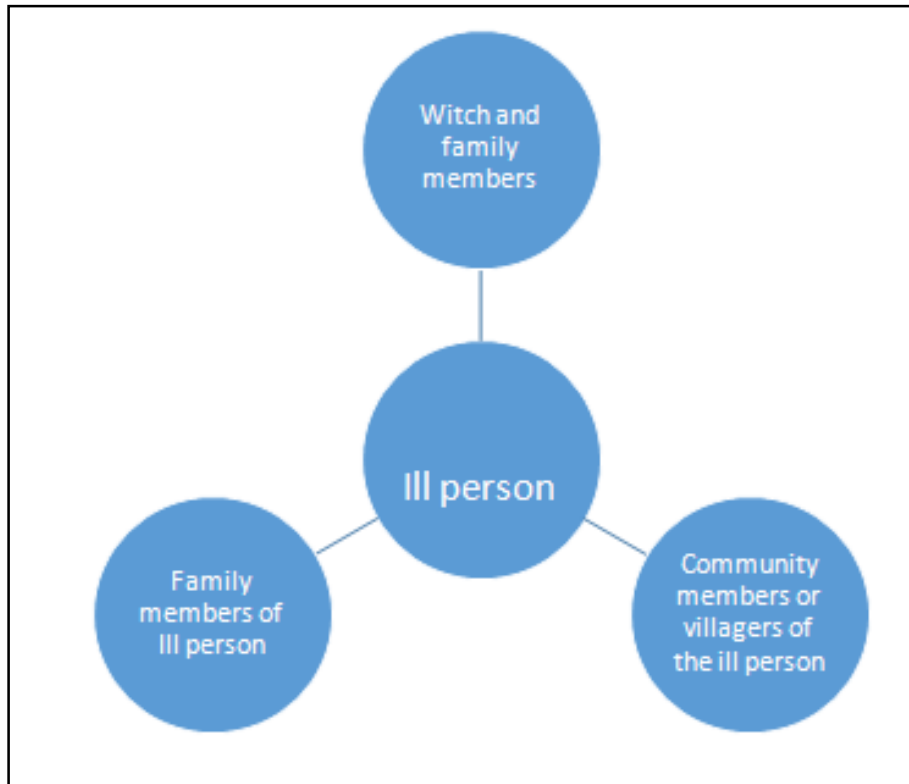 Witch and
family
members
Ill person
Family
members of
Ill person
Community
members or
villagers of
the ill person